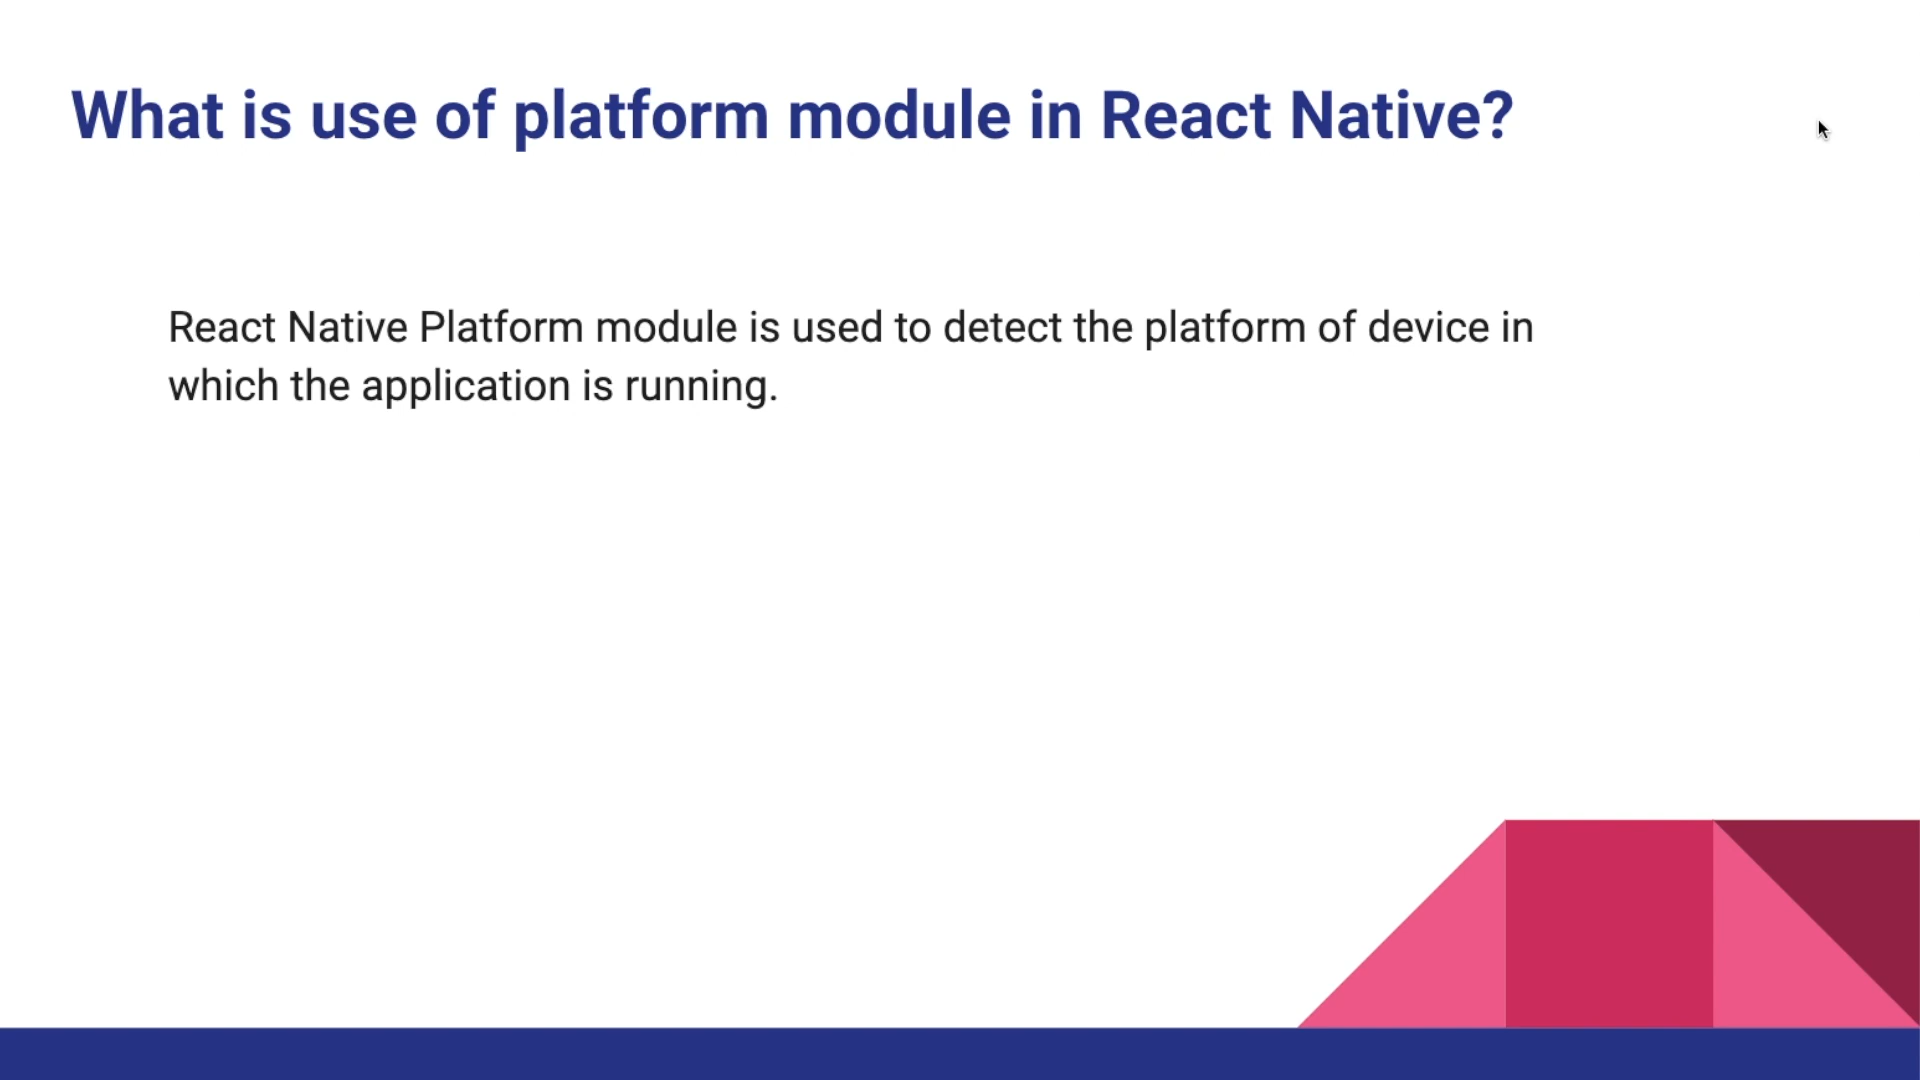 What is use of platform module in React Native?
React Native Platform module is used to detect the platform of device in
which the application is running.